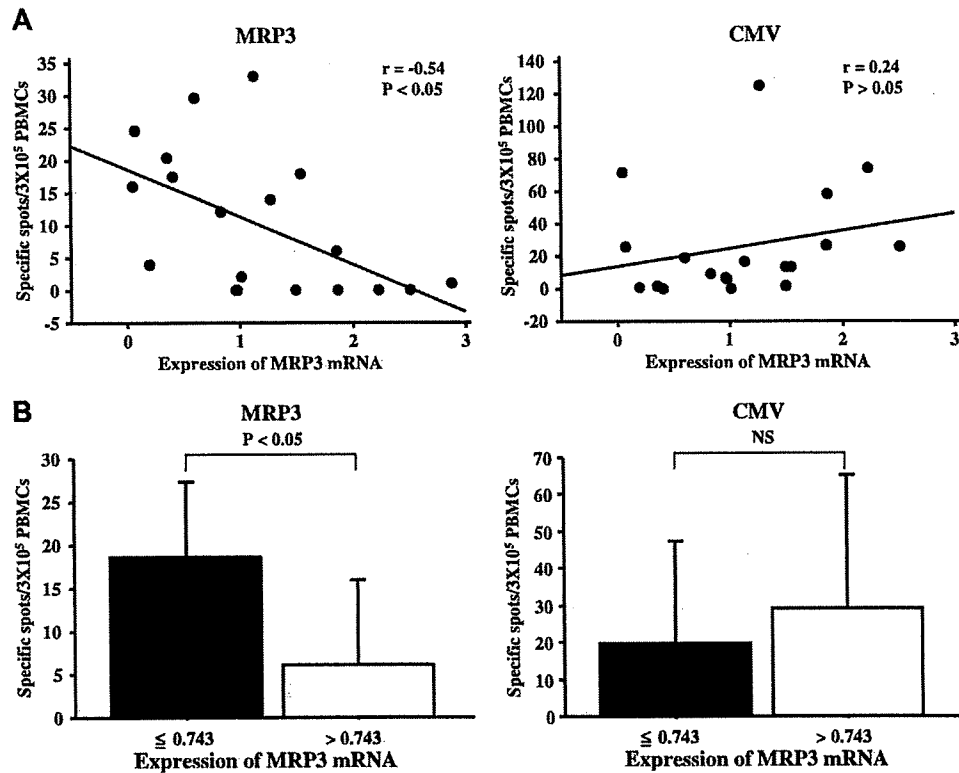 A
MRP3
r = -0.54
P < 0.05
Specific spots/3X10⁵ PBMCs
35
30
25
20
15
10
5
0
-5
0 1 2 3
Expression of MRP3 mRNA
CMV
r = 0.24
P > 0.05
Specific spots/3X10⁵ PBMCs
140
120
100
80
60
40
20
0
-20
0 1 2 3
Expression of MRP3 mRNA
B
MRP3
P < 0.05
Specific spots/3X10⁵ PBMCs
30
25
20
15
10
5
0
≦ 0.743 > 0.743
Expression of MRP3 mRNA
CMV
NS
Specific spots/3X10⁵ PBMCs
70
60
50
40
30
20
10
0
≦ 0.743 > 0.743
Expression of MRP3 mRNA